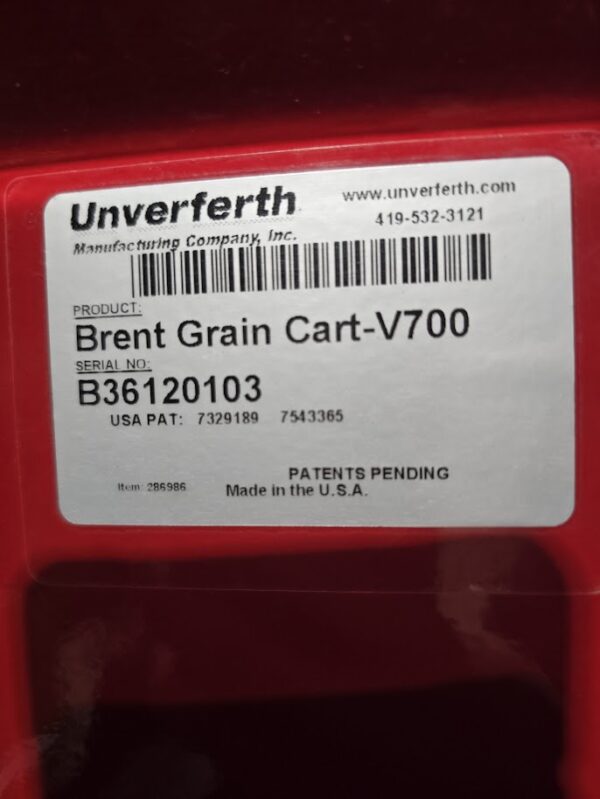 Unverferth
Manufacturing Company, Inc.
www.unverferth.com
419-532-3121
PRODUCT:
Brent Grain Cart-V700
SERIAL NO:
B36120103
USA PAT: 7329189 7543365
PATENTS PENDING
Item: 286986 Made in the U.S.A.